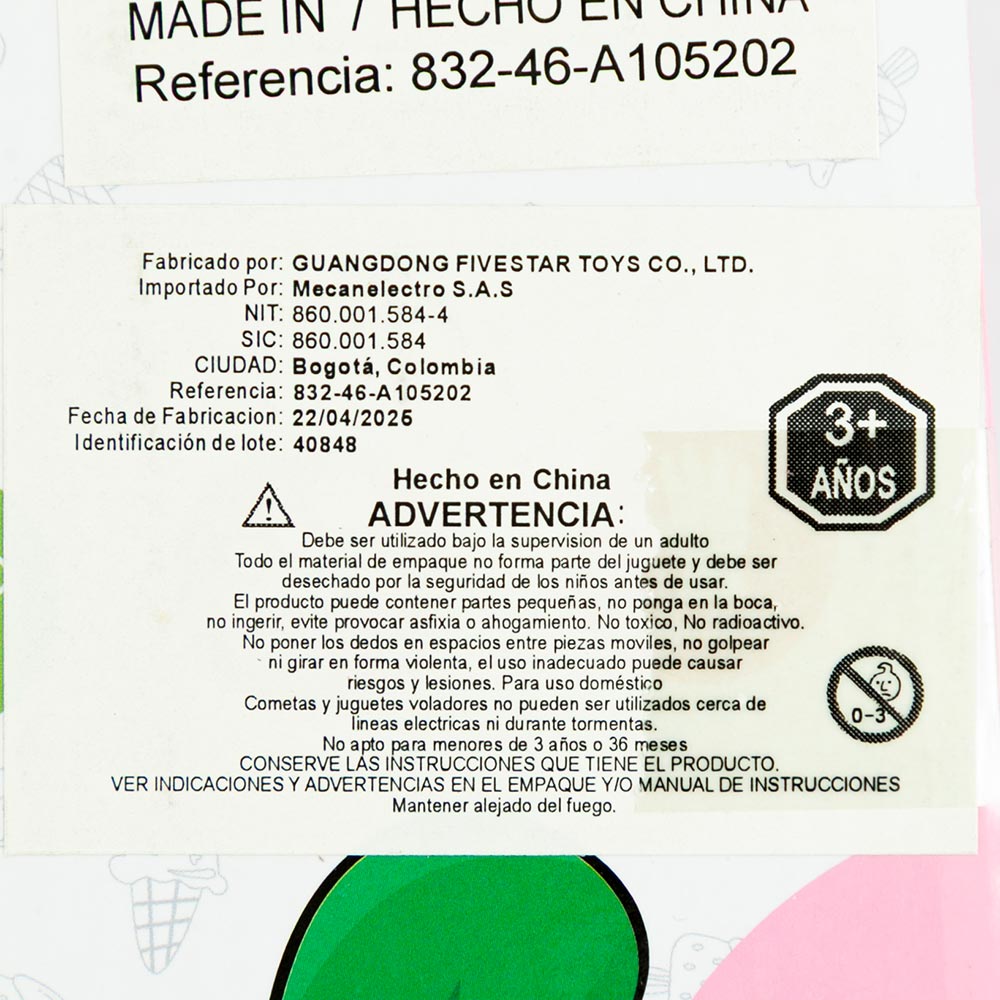 MADE IN / HECHO EN CHINA
Referencia: 832-46-A105202
Fabricado por: GUANGDONG FIVESTAR TOYS CO., LTD.
Importado Por: Mecanelectro S.A.S
NIT: 860.001.584-4
SIC: 860.001.584
CIUDAD: Bogotá, Colombia
Referencia: 832-46-A105202
Fecha de Fabricacion: 22/04/2025
Identificación de lote: 40848
3+
AÑOS
Hecho en China
ADVERTENCIA:
Debe ser utilizado bajo la supervision de un adulto
Todo el material de empaque no forma parte del juguete y debe ser
desechado por la seguridad de los niños antes de usar.
El producto puede contener partes pequeñas, no ponga en la boca,
no ingerir, evite provocar asfixia o ahogamiento. No toxico, No radioactivo.
No poner los dedos en espacios entre piezas moviles, no golpear
ni girar en forma violenta, el uso inadecuado puede causar
riesgos y lesiones. Para uso doméstico
Cometas y juguetes voladores no pueden ser utilizados cerca de
lineas electricas ni durante tormentas.
0-3
No apto para menores de 3 años o 36 meses
CONSERVE LAS INSTRUCCIONES QUE TIENE EL PRODUCTO.
VER INDICACIONES Y ADVERTENCIAS EN EL EMPAQUE Y/O MANUAL DE INSTRUCCIONES
Mantener alejado del fuego.